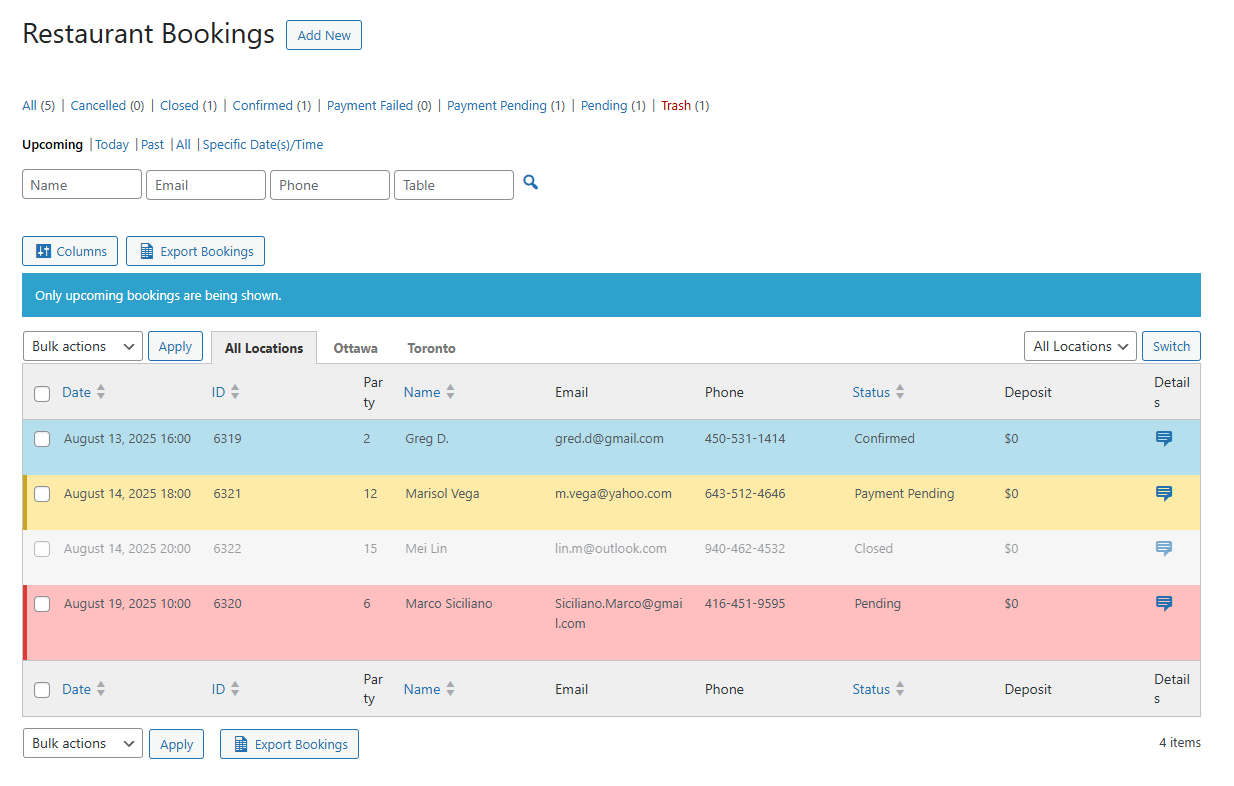 Restaurant Bookings Add New
All (5) | Cancelled (0) | Closed (1) | Confirmed (1) | Payment Failed (0) | Payment Pending (1) | Pending (1) | Trash (1)
Upcoming | Today | Past | All | Specific Date(s)/Time
Name Email Phone Table
Columns Export Bookings
Only upcoming bookings are being shown.
Bulk actions Apply All Locations Ottawa Toronto All Locations Switch
Date ID Par
ty Name Email Phone Status Deposit Detail
s
August 13, 2025 16:00 6319 2 Greg D. gred.d@gmail.com 450-531-1414 Confirmed $0
August 14, 2025 18:00 6321 12 Marisol Vega m.vega@yahoo.com 643-512-4646 Payment Pending $0
August 14, 2025 20:00 6322 15 Mei Lin lin.m@outlook.com 940-462-4532 Closed $0
August 19, 2025 10:00 6320 6 Marco Siciliano Siciliano.Marco@gmai
l.com 416-451-9595 Pending $0
Date ID Par
ty Name Email Phone Status Deposit Detail
s
Bulk actions Apply Export Bookings 4 items